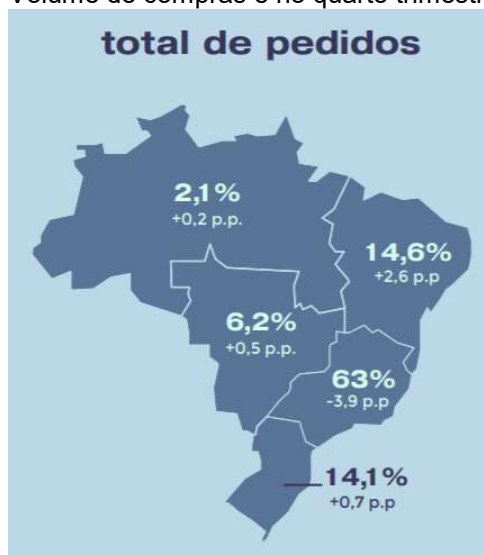 Volume de compras e no quarto trimestr
total de pedidos
2,1%
+0,2 p.p.
14,6%
+2,6 p.p
6,2%
+0,5 p.p.
63%
-3,9 p.p
14,1%
+0,7 p.p